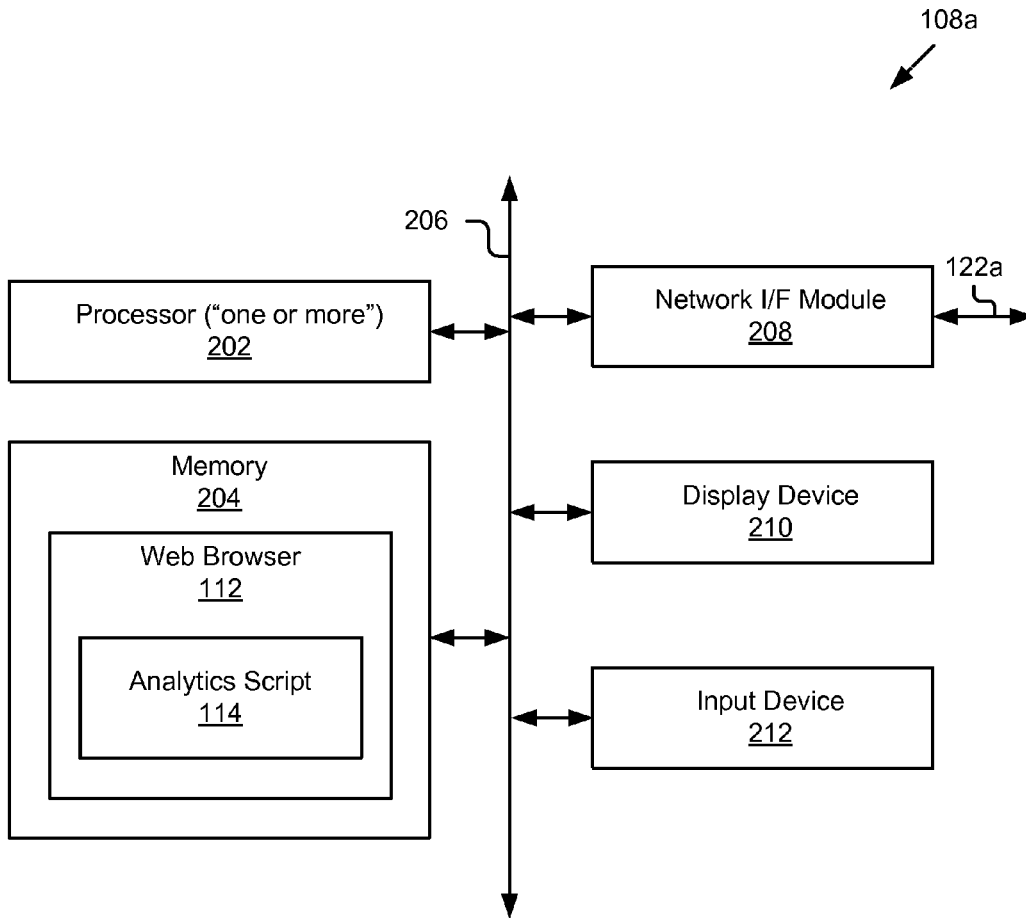 108a
206
122a
Processor (“one or more”)
202
Network I/F Module
208
Memory
204
Web Browser
112
Analytics Script
114
Display Device
210
Input Device
212